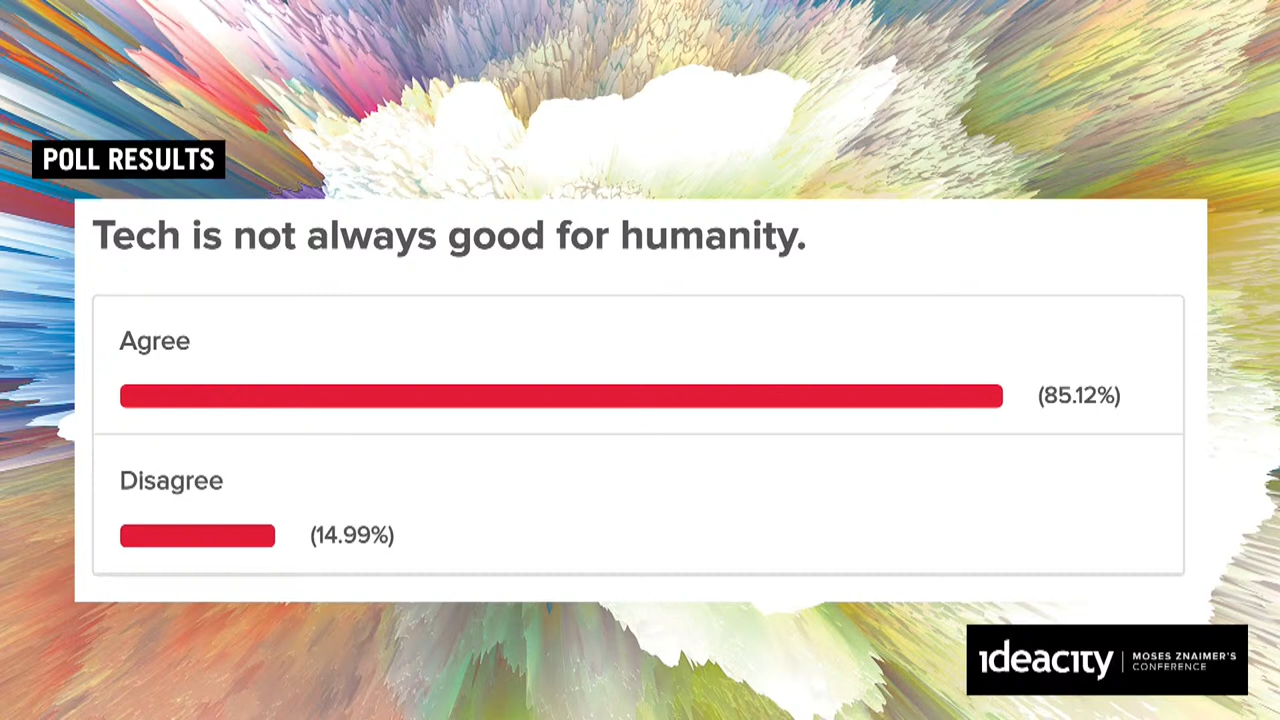 POLL RESULTS
Tech is not always good for humanity.
Agree
(85.12%)
Disagree
(14.99%)
ideacity | MOSES ZNAIMER'S
CONFERENCE